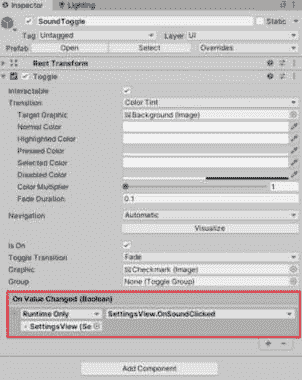 Inspector Lighting
SoundToggle Static
Tag Untagged Layer UI
Prefab Open Select Overrides
Rect Transform
Toggle
Interactable
Transition Color Tint
Target Graphic Background (Image)
Normal Color
Highlighted Color
Pressed Color
Selected Color
Disabled Color
Color Multiplier 1
Fade Duration 0.1
Navigation Automatic
Visualize
Is On
Toggle Transition Fade
Graphic Checkmark (Image)
Group None (Toggle Group)
On Value Changed (Boolean)
Runtime Only SettingsView.OnSoundClicked
SettingsView (Se
Add Component